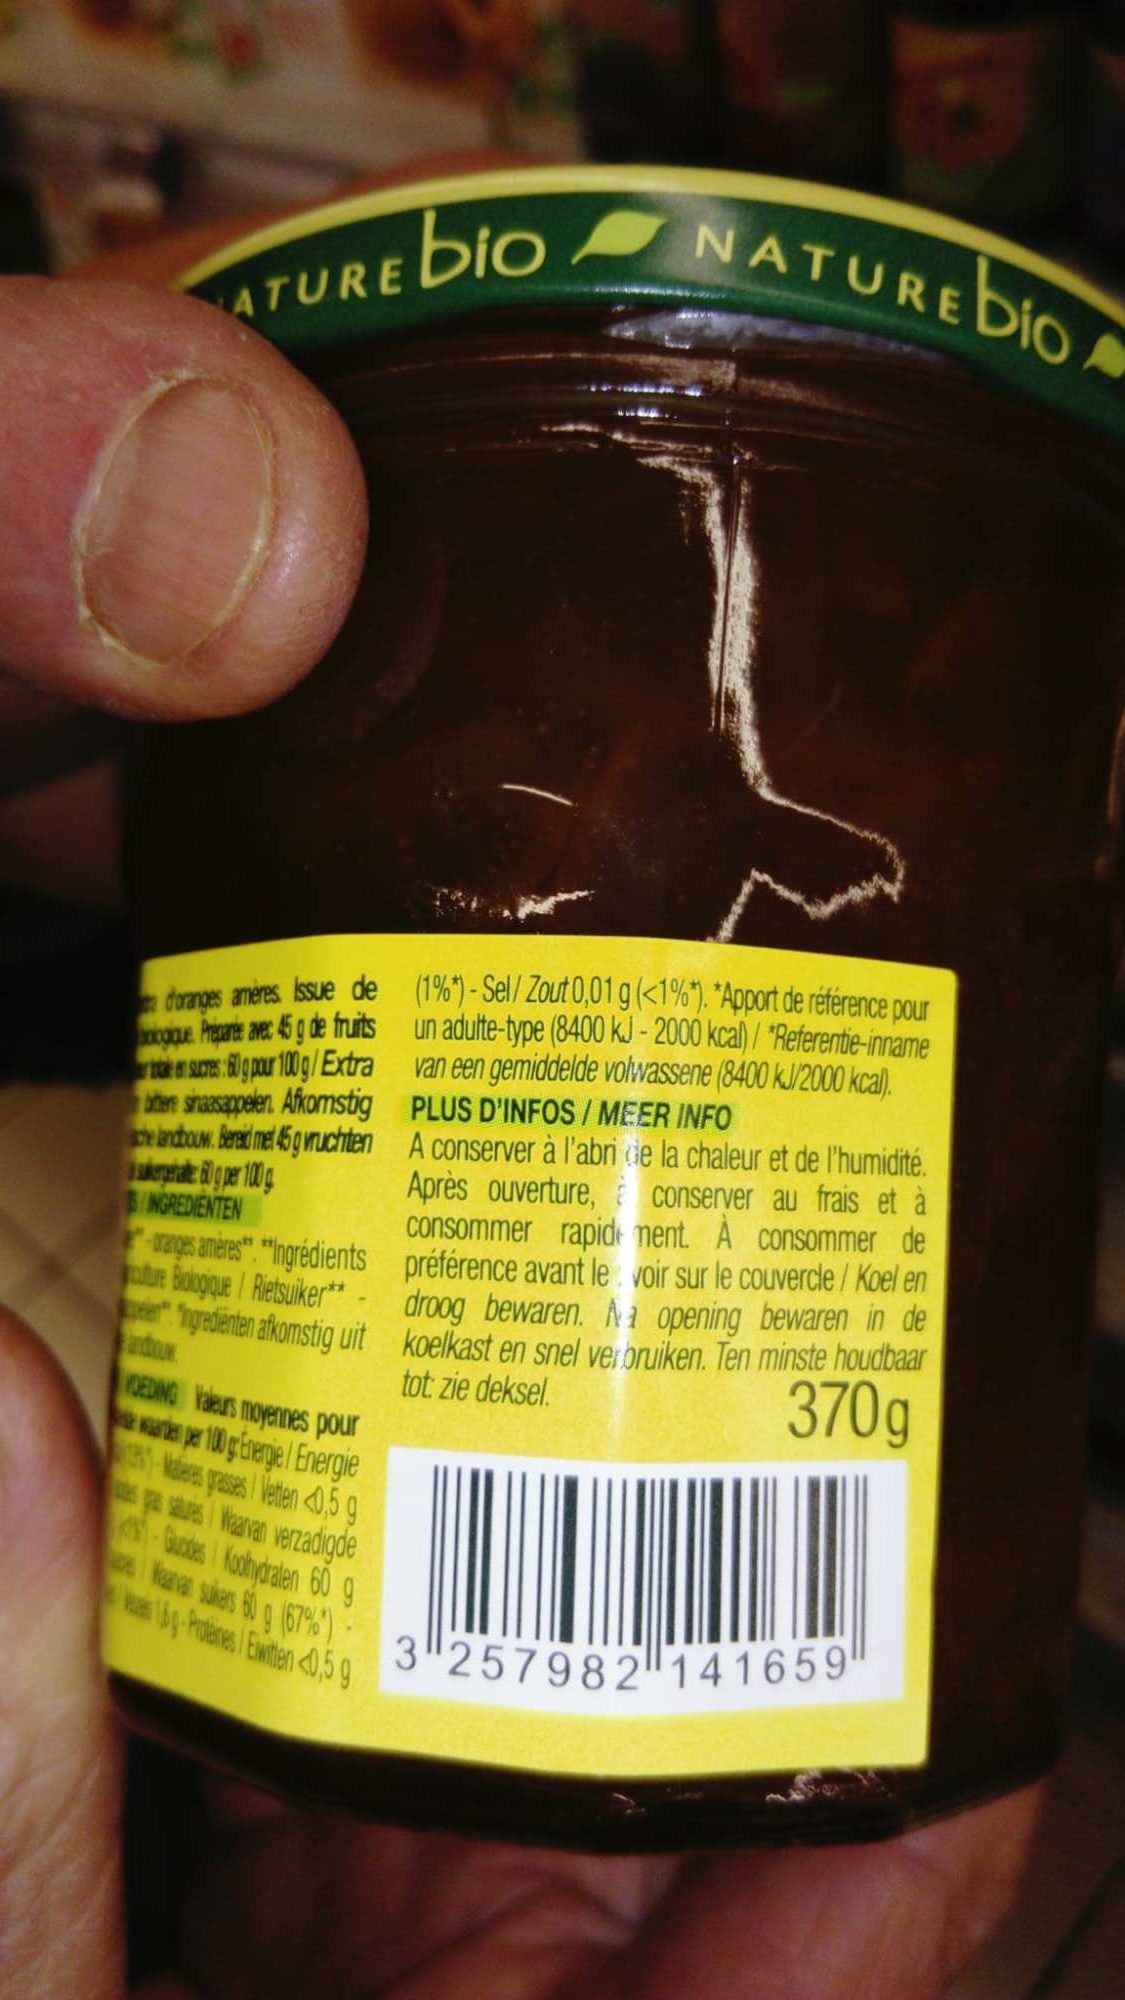 NATURE bio NATURE bio
d'oranges amères. Issue de
biologique. Préparée avec 45 g de fruits
totale en sucres : 60 g pour 100 g / Extra
bittere sinaasappelen. Afkomstig
landbouw. Bereid met 45 g vruchten
suikergehalte: 60 g per 100 g.
INGREDIENTEN
- oranges amères**. **Ingrédients
Biologique / Rietsuiker** -
**Ingrediënten afkomstig uit
landbouw.
VOEDING Valeurs moyennes pour
waarden per 100 g: Énergie / Energie
- Matières grasses / Vetten <0,5 g
gras saturés / Waarvan verzadigde
(<1%*) - Glucides / Koolhydraten 60 g
sucres / Waarvan suikers 60 g (67%*) -
Vezels 1,6 g - Protéines / Eiwitten <0,5 g
(1%*) - Sel / Zout 0,01 g (<1%*). *Apport de référence pour
un adulte-type (8400 kJ - 2000 kcal) / *Referentie-inname
van een gemiddelde volwassene (8400 kJ/2000 kcal).
PLUS D'INFOS / MEER INFO
A conserver à l'abri de la chaleur et de l'humidité.
Après ouverture, à conserver au frais et à
consommer rapidement. À consommer de
préférence avant le : voir sur le couvercle / Koel en
droog bewaren. Na opening bewaren in de
koelkast en snel verbruiken. Ten minste houdbaar
tot: zie deksel.
370 g
3 257982 141659